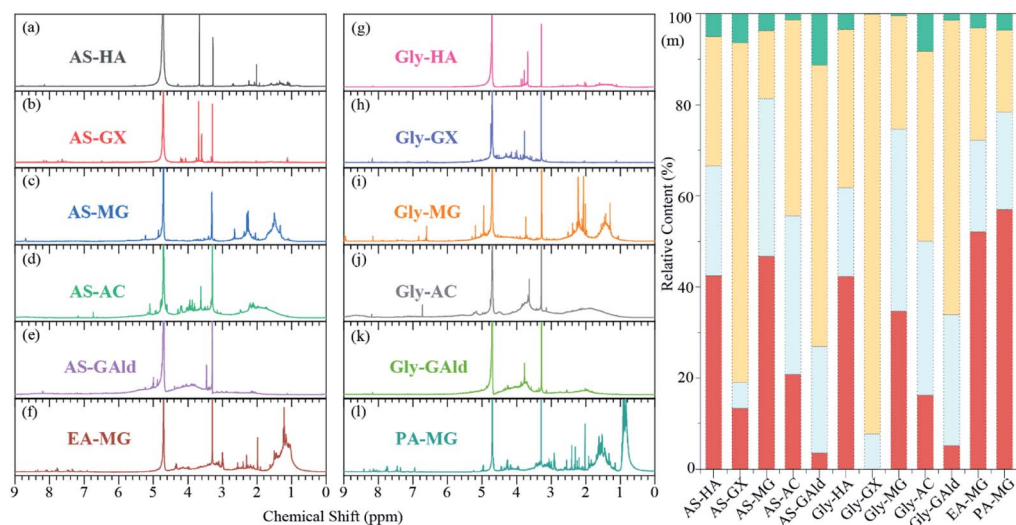 (a)
AS-HA
(b)
AS-GX
(c)
AS-MG
(d)
AS-AC
(e)
AS-GAld
(f)
EA-MG
9 8 7 6 5 4 3 2 1 0
(g)
Gly-HA
(h)
Gly-GX
(i)
Gly-MG
(j)
Gly-AC
(k)
Gly-GAld
(l)
PA-MG
9 8 7 6 5 4 3 2 1 0
Chemical Shift (ppm)
(m)
Relative Content (%)
100
80
60
40
20
0
AS-HA
AS-GX
AS-MG
AS-AC
AS-GAld
Gly-HA
Gly-GX
Gly-MG
Gly-AC
Gly-GAld
EA-MG
PA-MG